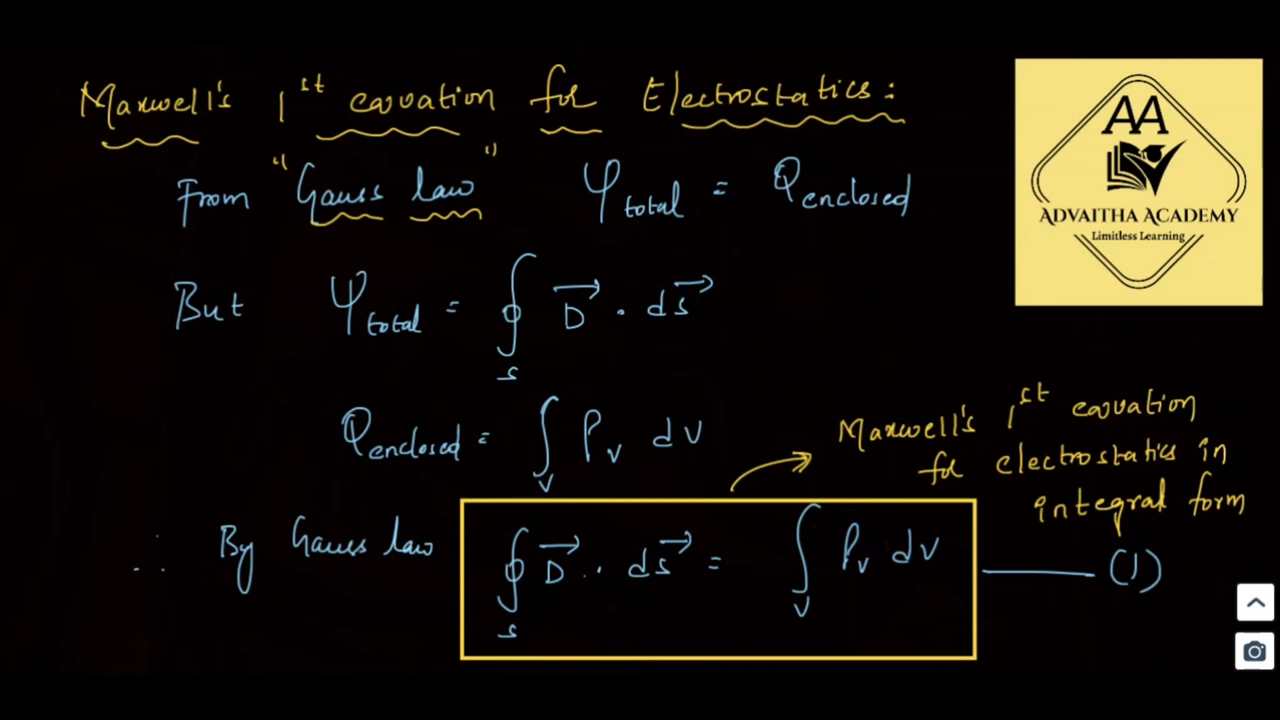 Maxwell's 1st equation for Electrostatics:
From "Gauss law" Ψtotal = Qenclosed
But Ψtotal = ∮s D⃗ · ds⃗
Qenclosed = ∫v ρv dv
Maxwell's 1st equation
for electrostatics in
integral form
∴ By Gauss law ∮s D⃗ · ds⃗ = ∫v ρv dv —— (1)
AA
ADVAITHA ACADEMY
Limitless Learning